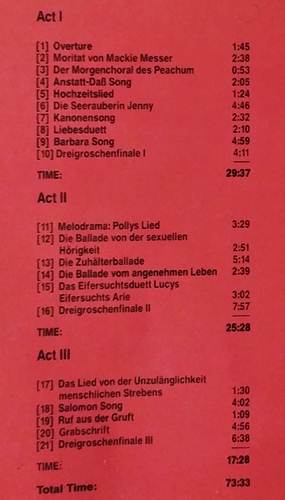 Act I
[1] Overture 1:45
[2] Moritat von Mackie Messer 2:38
[3] Der Morgenchoral des Peachum 0:53
[4] Anstatt-Daß Song 2:05
[5] Hochzeitslied 1:24
[6] Die Seerauberin Jenny 4:46
[7] Kanonensong 2:32
[8] Liebesduett 2:10
[9] Barbara Song 4:59
[10] Dreigroschenfinale I 4:11
TIME: 29:37
Act II
[11] Melodrama: Pollys Lied 3:29
[12] Die Ballade von der sexuellen
Hörigkeit 2:51
[13] Die Zuhälterballade 5:14
[14] Die Ballade vom angenehmen Leben 2:39
[15] Das Eifersuchtsduett Lucys
Eifersuchts Arie 3:02
[16] Dreigroschenfinale II 7:57
TIME: 25:28
Act III
[17] Das Lied von der Unzulänglichkeit
menschlichen Strebens 1:30
[18] Salomon Song 4:02
[19] Ruf aus der Gruft 1:09
[20] Grabschrift 4:56
[21] Dreigroschenfinale III 6:38
TIME: 17:28
Total Time: 73:33